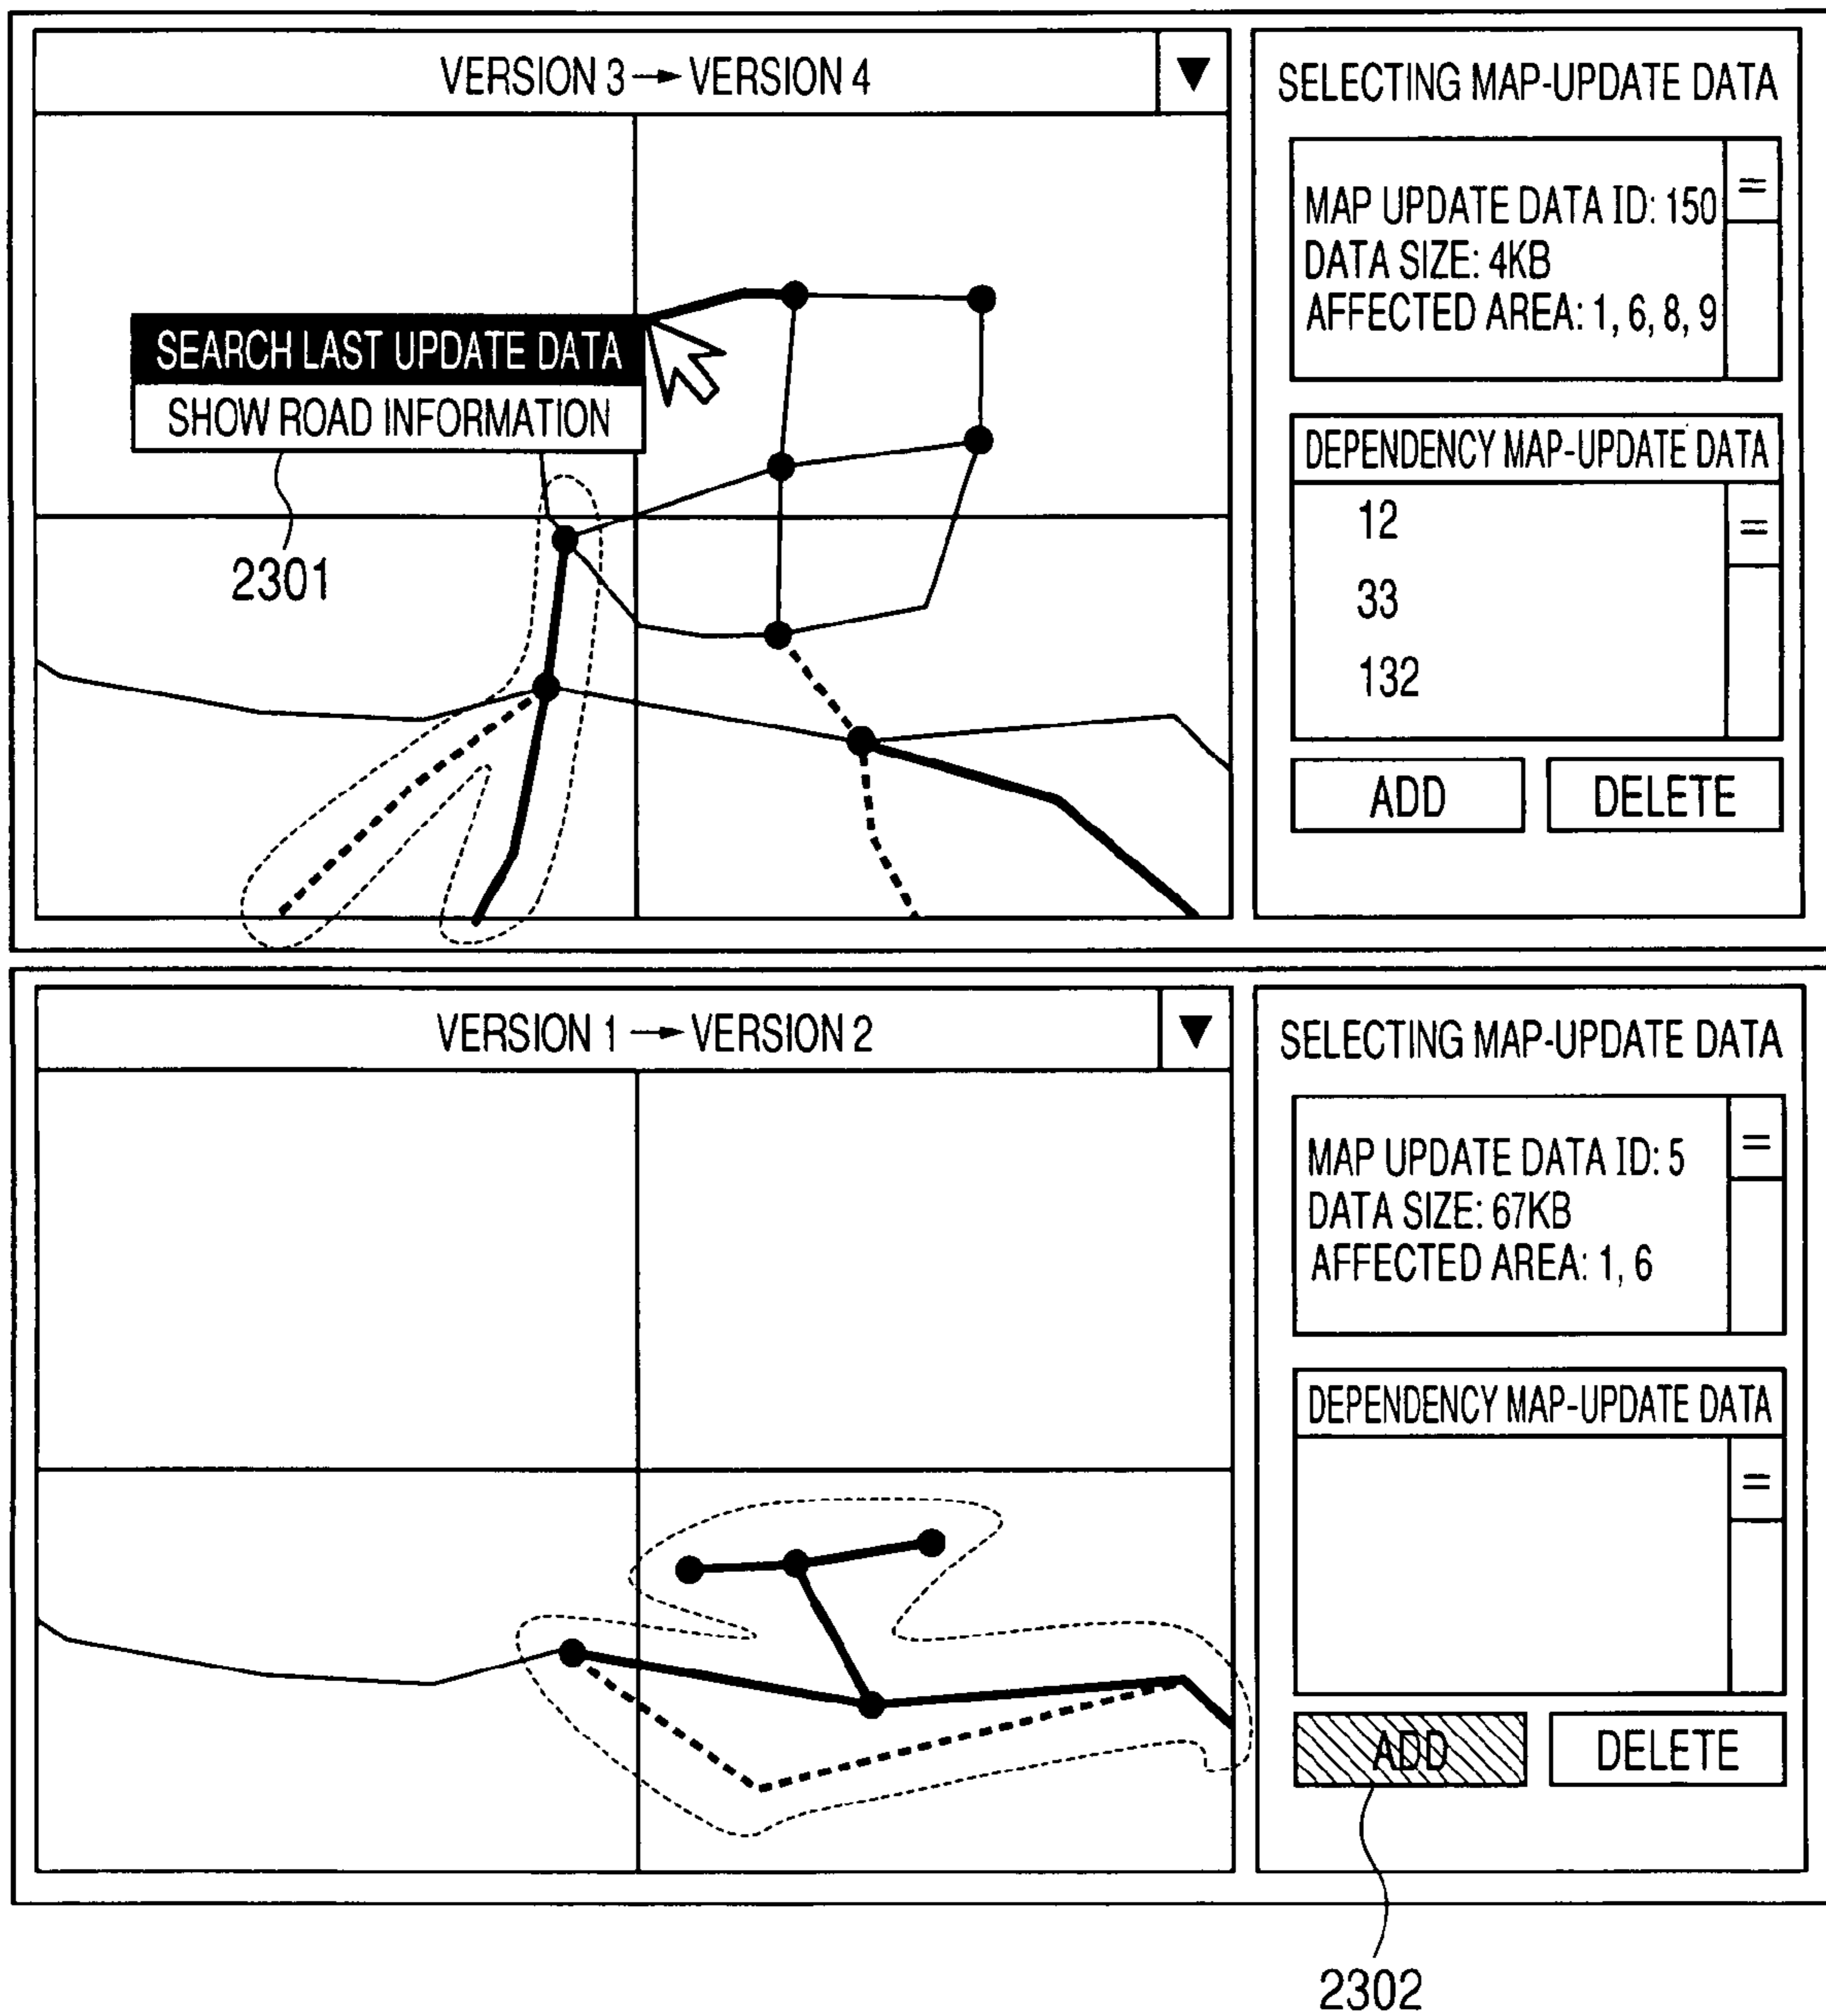 VERSION 3 → VERSION 4 ▼
SELECTING MAP-UPDATE DATA
MAP UPDATE DATA ID: 150
DATA SIZE: 4KB
AFFECTED AREA: 1, 6, 8, 9
SEARCH LAST UPDATE DATA
SHOW ROAD INFORMATION
2301
DEPENDENCY MAP-UPDATE DATA
12
33
132
ADD
DELETE
VERSION 1 → VERSION 2 ▼
SELECTING MAP-UPDATE DATA
MAP UPDATE DATA ID: 5
DATA SIZE: 67KB
AFFECTED AREA: 1, 6
DEPENDENCY MAP-UPDATE DATA
ADD
DELETE
2302